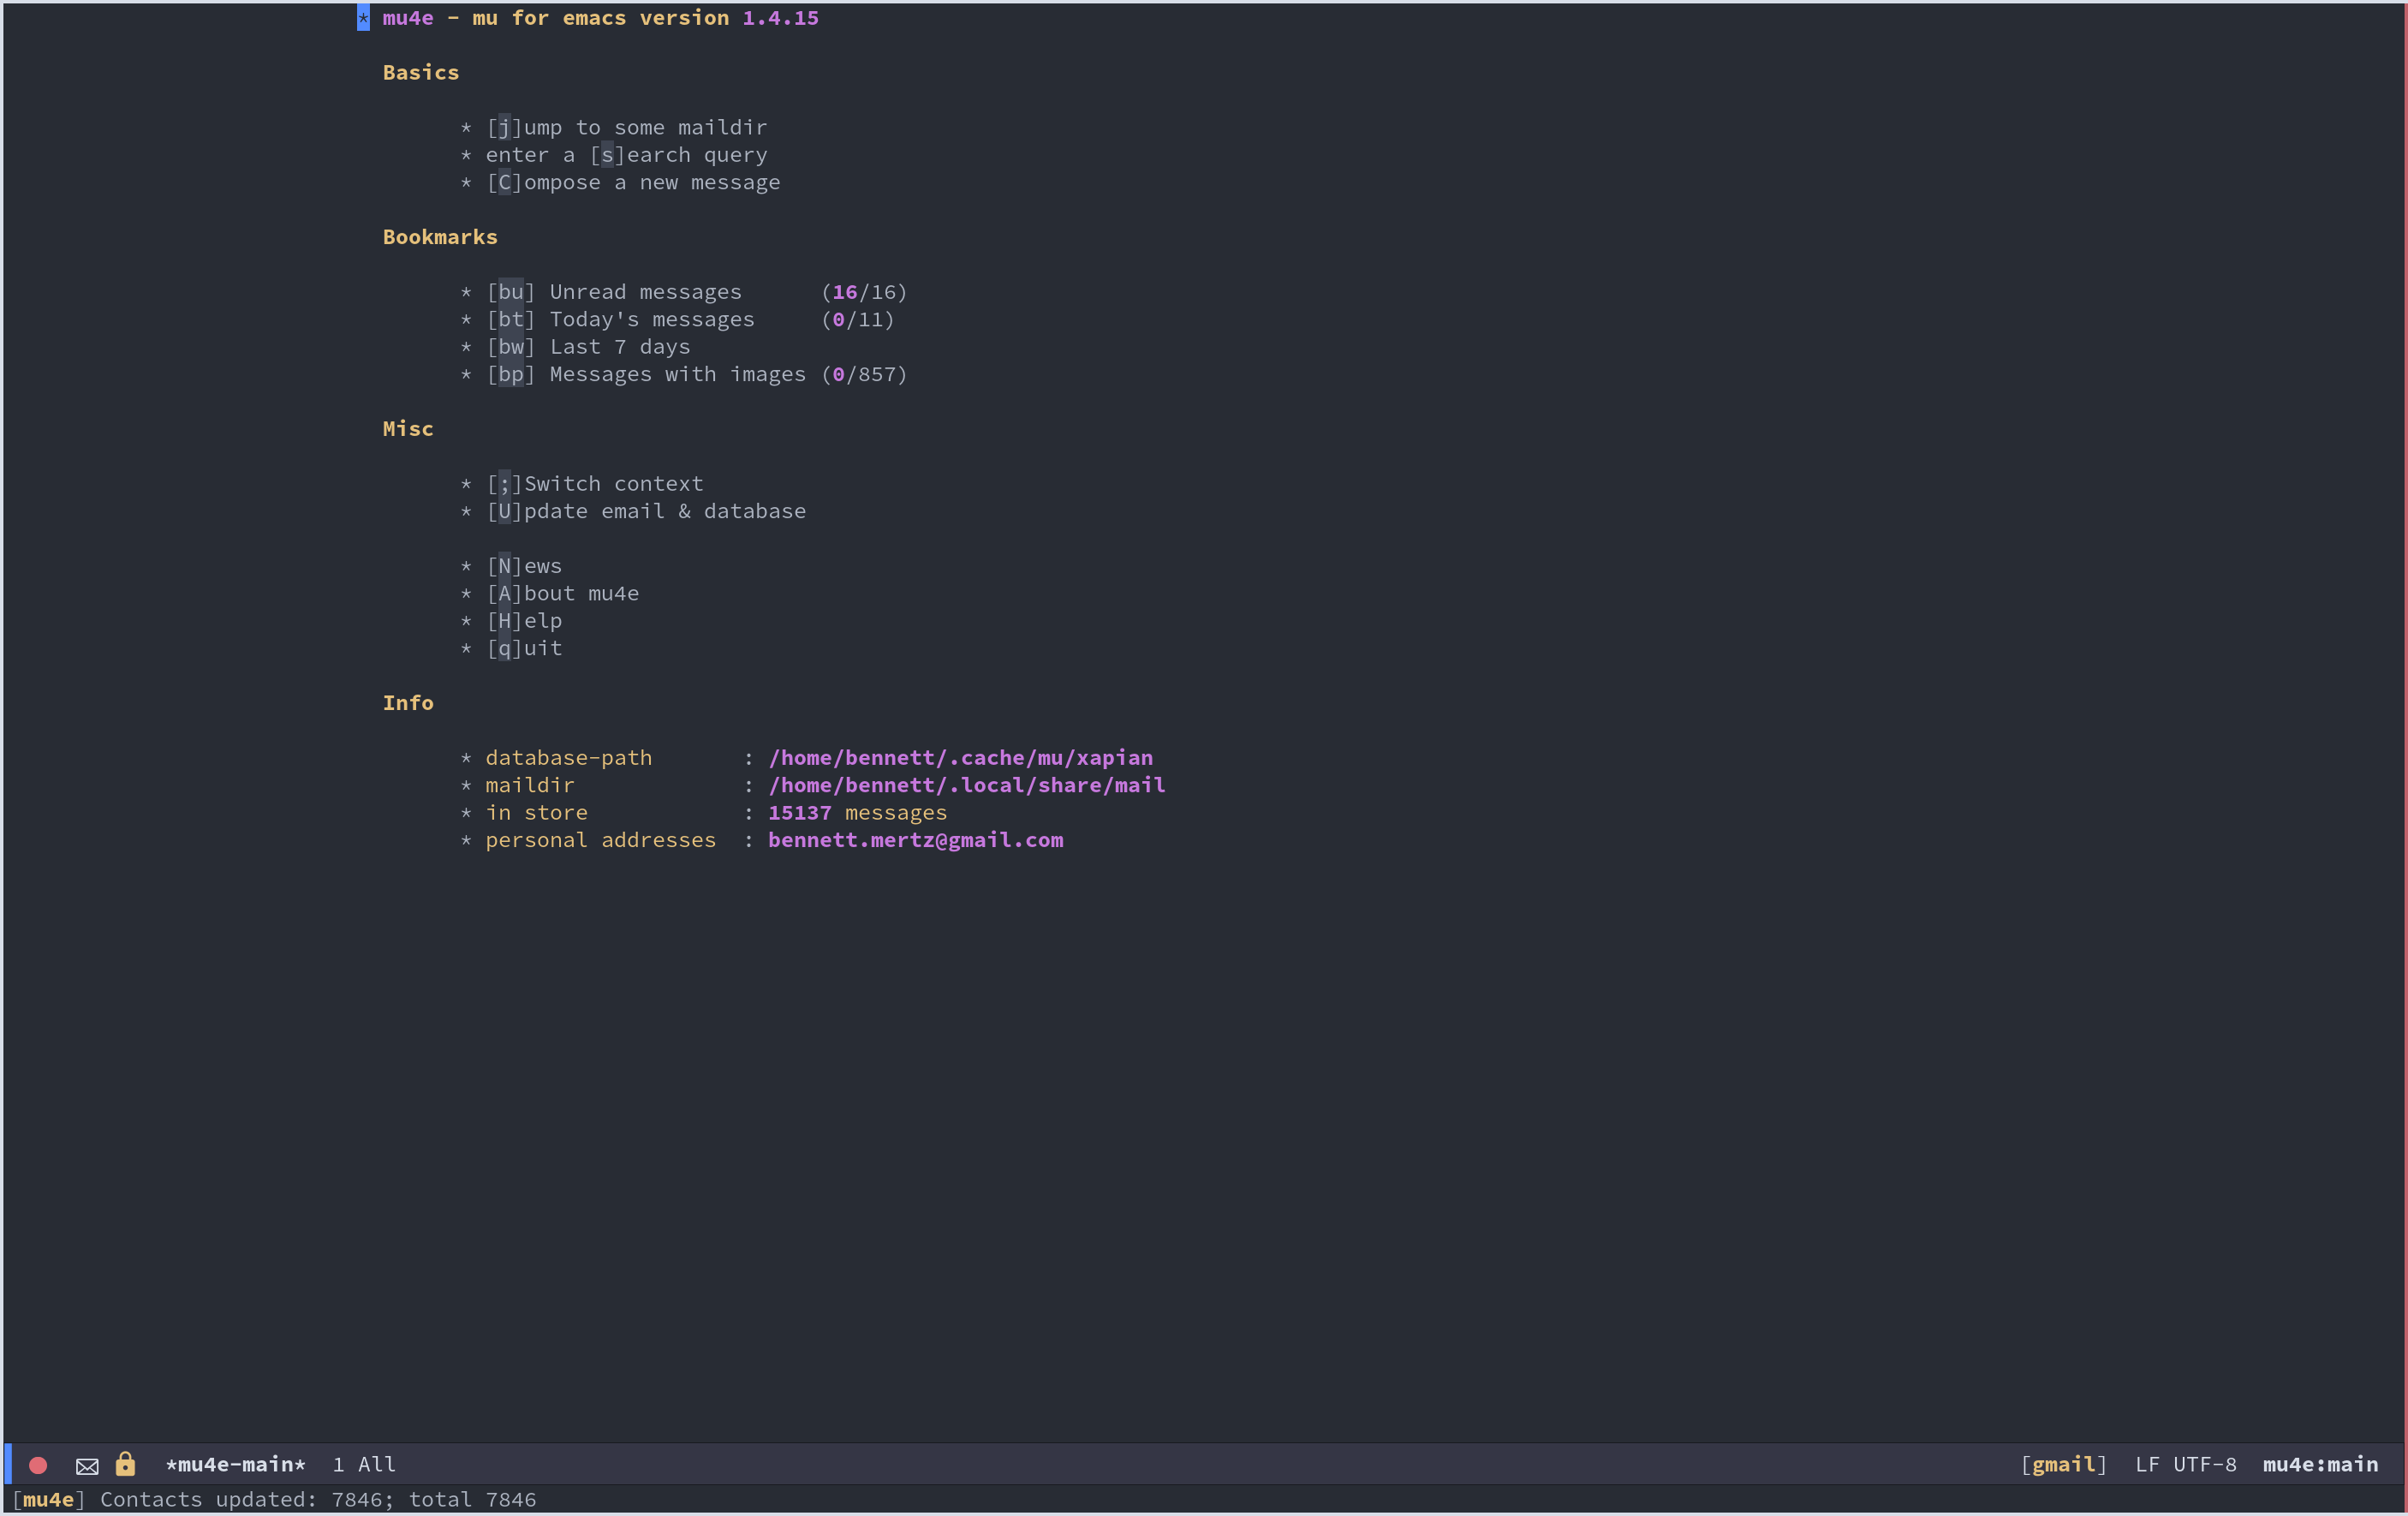 * mu4e - mu for emacs version 1.4.15
Basics
* [j]ump to some maildir
* enter a [s]earch query
* [C]ompose a new message
Bookmarks
* [bu] Unread messages (16/16)
* [bt] Today's messages (0/11)
* [bw] Last 7 days
* [bp] Messages with images (0/857)
Misc
* [;]Switch context
* [U]pdate email & database
* [N]ews
* [A]bout mu4e
* [H]elp
* [q]uit
Info
* database-path : /home/bennett/.cache/mu/xapian
* maildir : /home/bennett/.local/share/mail
* in store : 15137 messages
* personal addresses : bennett.mertz@gmail.com
*mu4e-main* 1 All [gmail] LF UTF-8 mu4e:main
[mu4e] Contacts updated: 7846; total 7846